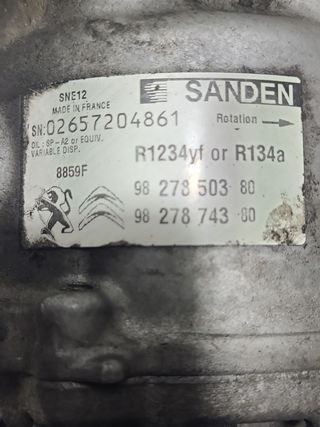 SNE12
MADE IN FRANCE
SANDEN
SN:02657204861
Rotation
OIL : SP-A2 or EQUIV.
VARIABLE DISP.
R1234yf or R134a
8859F
98 278 503 80
98 278 743 80